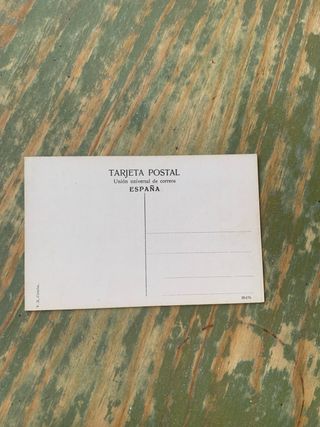 TARJETA POSTAL
Unión universal de correos
ESPAÑA